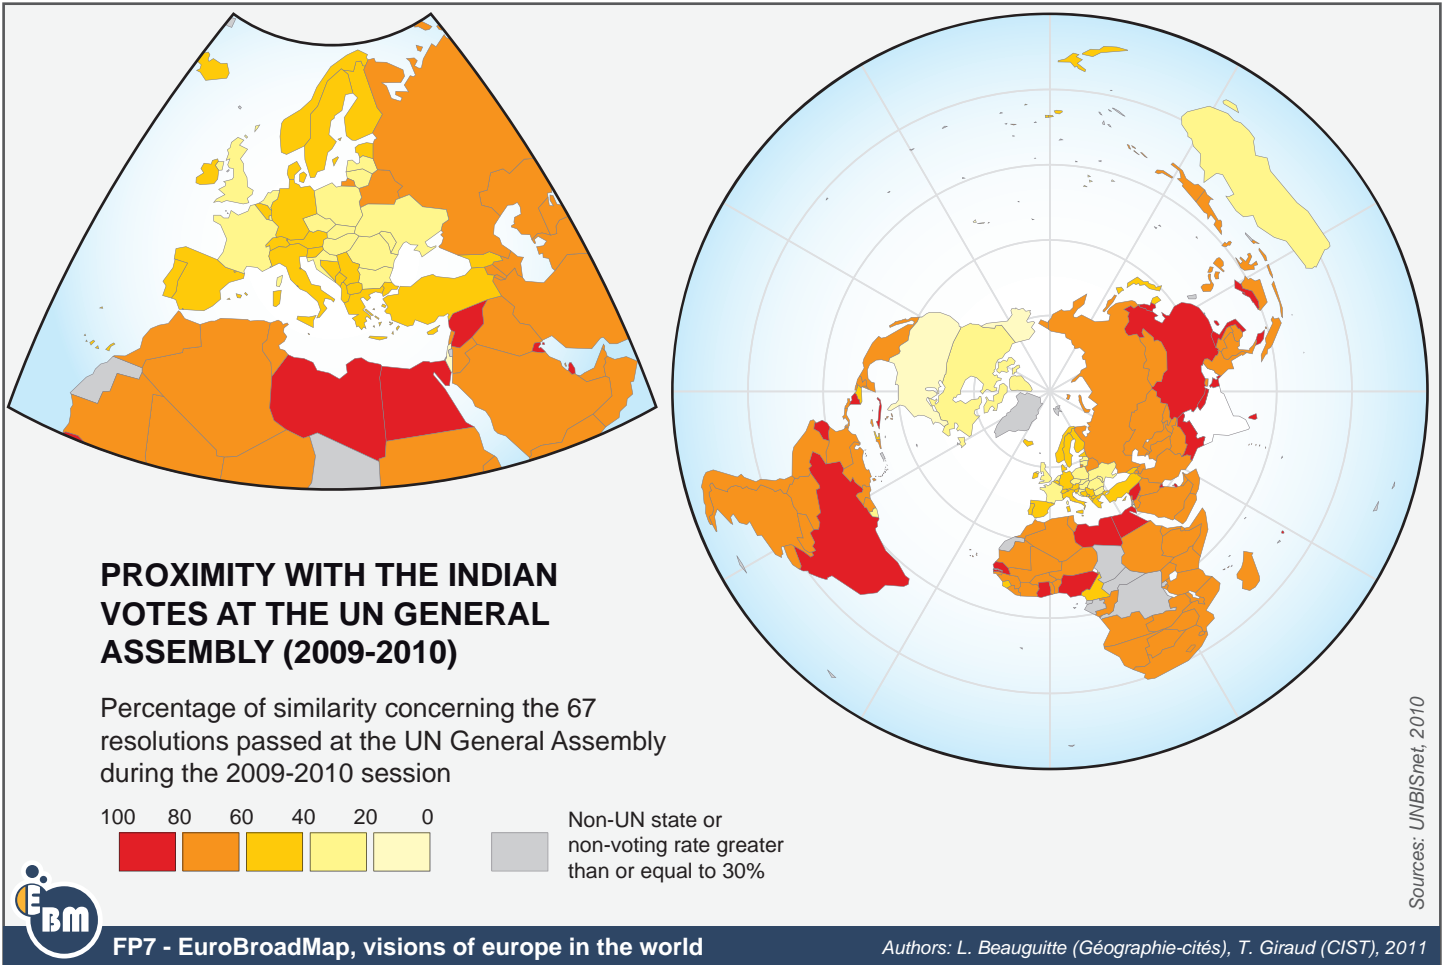 PROXIMITY WITH THE INDIAN
VOTES AT THE UN GENERAL
ASSEMBLY (2009-2010)
Percentage of similarity concerning the 67
resolutions passed at the UN General Assembly
during the 2009-2010 session
100 80 60 40 20 0
Non-UN state or
non-voting rate greater
than or equal to 30%
Sources: UNBISnet, 2010
EBM
FP7 - EuroBroadMap, visions of europe in the world
Authors: L. Beauguitte (Géographie-cités), T. Giraud (CIST), 2011